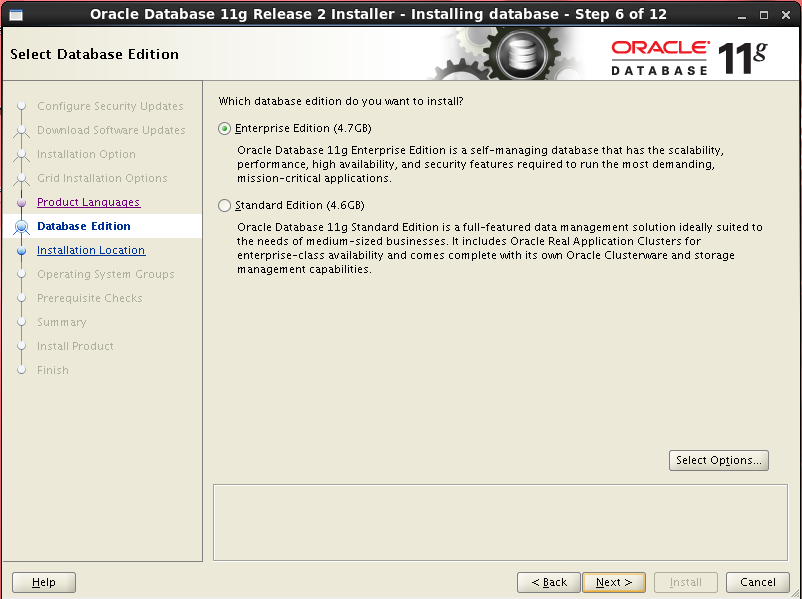 Oracle Database 11g Release 2 Installer - Installing database - Step 6 of 12
Select Database Edition
ORACLE
DATABASE
11g
Configure Security Updates
Download Software Updates
Installation Option
Grid Installation Options
Product Languages
Database Edition
Installation Location
Operating System Groups
Prerequisite Checks
Summary
Install Product
Finish
Which database edition do you want to install?
Enterprise Edition (4.7GB)
Oracle Database 11g Enterprise Edition is a self-managing database that has the scalability,
performance, high availability, and security features required to run the most demanding,
mission-critical applications.
Standard Edition (4.6GB)
Oracle Database 11g Standard Edition is a full-featured data management solution ideally suited to
the needs of medium-sized businesses. It includes Oracle Real Application Clusters for
enterprise-class availability and comes complete with its own Oracle Clusterware and storage
management capabilities.
Select Options...
Help
< Back
Next >
Install
Cancel